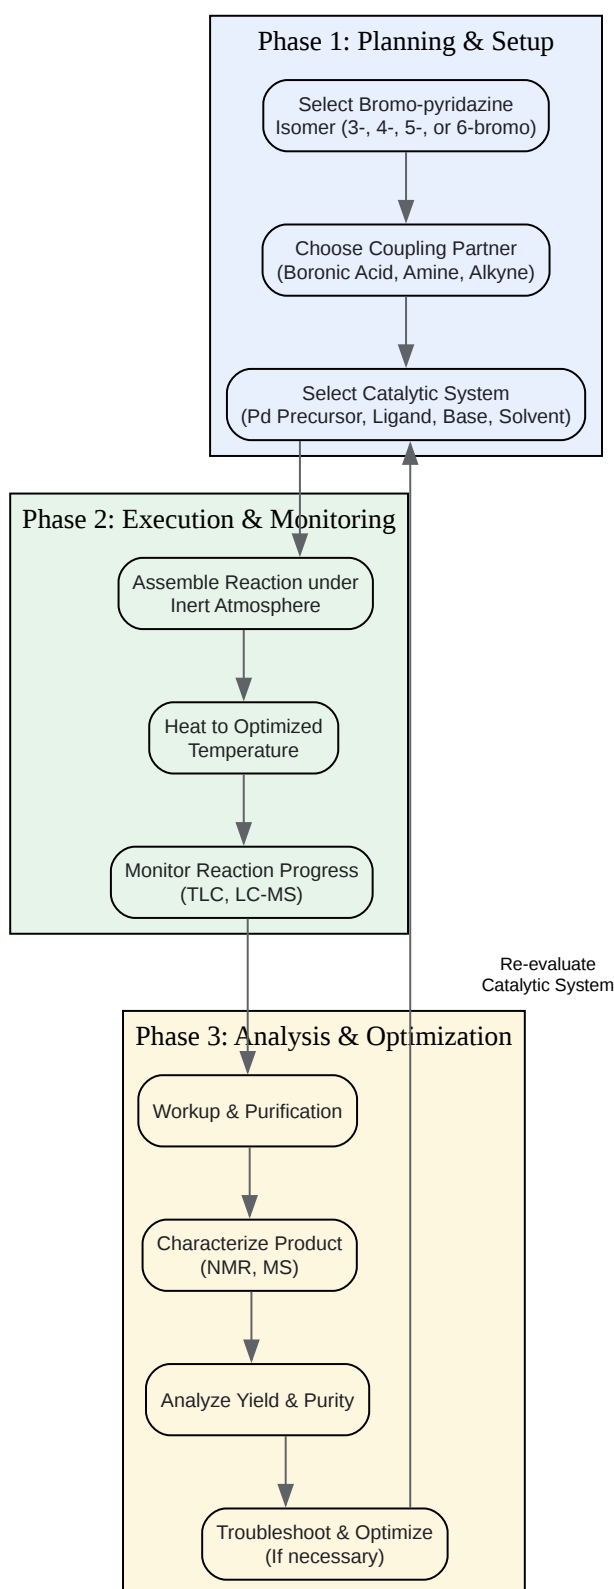 Phase 1: Planning & Setup
Select Bromo-pyridazine
Isomer (3-, 4-, 5-, or 6-bromo)
Choose Coupling Partner
(Boronic Acid, Amine, Alkyne)
Select Catalytic System
(Pd Precursor, Ligand, Base, Solvent)
Phase 2: Execution & Monitoring
Assemble Reaction under
Inert Atmosphere
Heat to Optimized
Temperature
Monitor Reaction Progress
(TLC, LC-MS)
Re-evaluate
Catalytic System
Phase 3: Analysis & Optimization
Workup & Purification
Characterize Product
(NMR, MS)
Analyze Yield & Purity
Troubleshoot & Optimize
(If necessary)